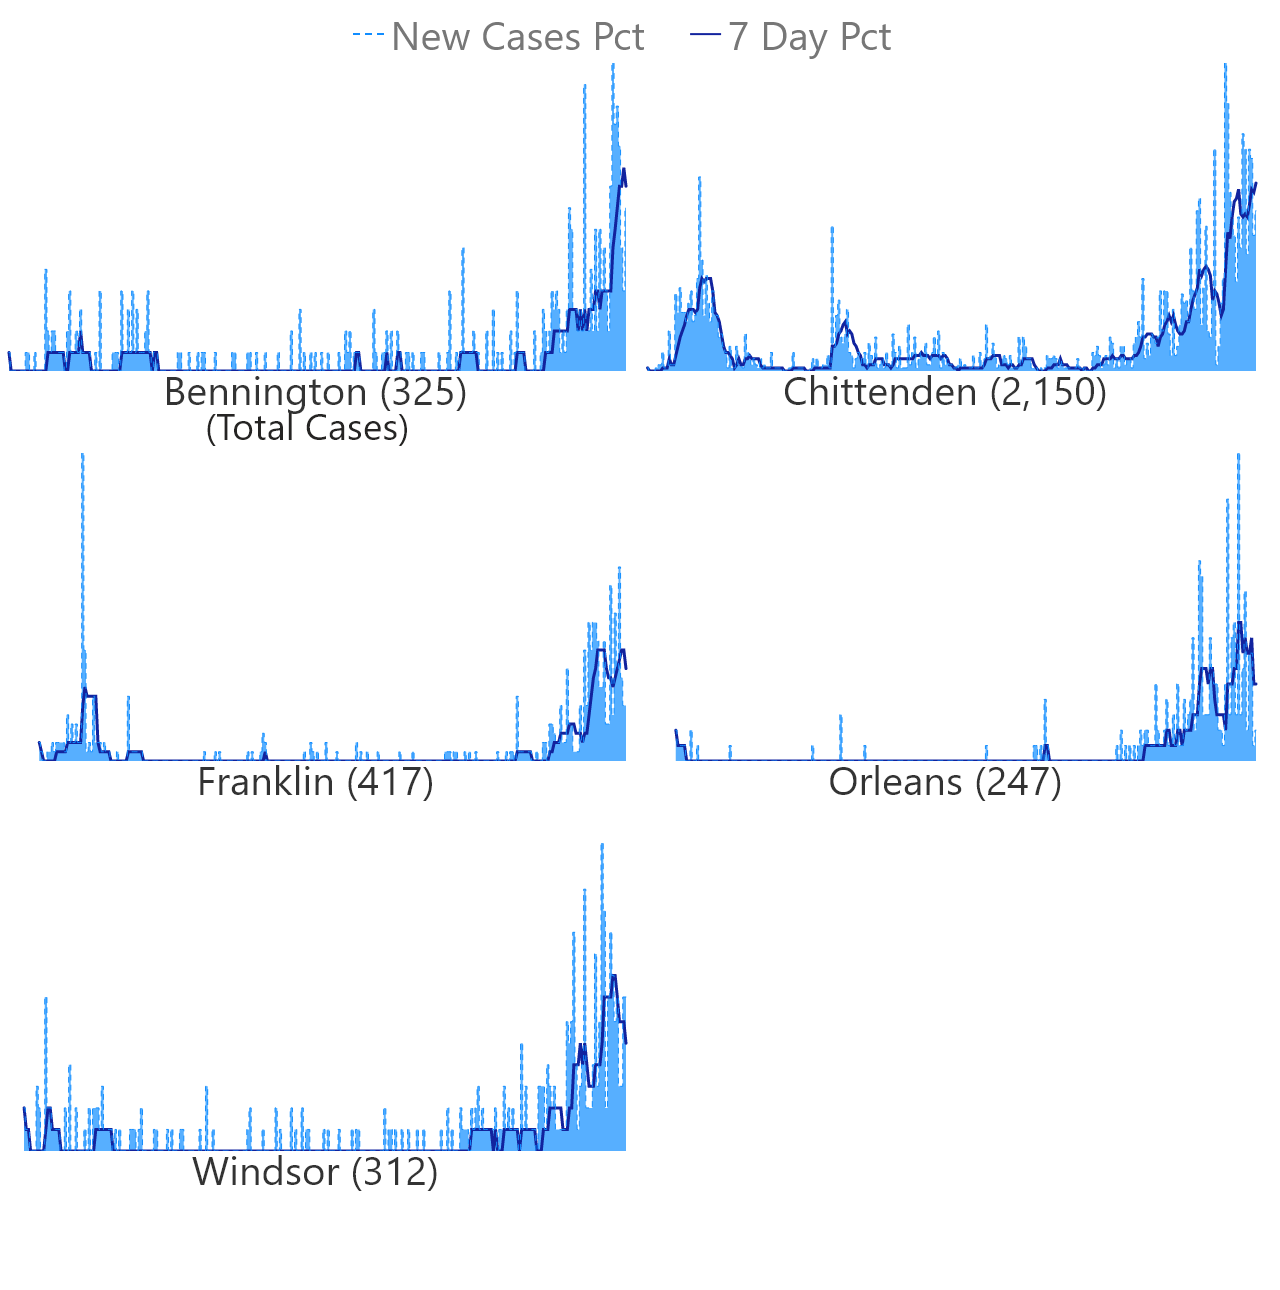 New Cases Pct 7 Day Pct
Bennington (325) Chittenden (2,150)
(Total Cases)
Franklin (417) Orleans (247)
Windsor (312)